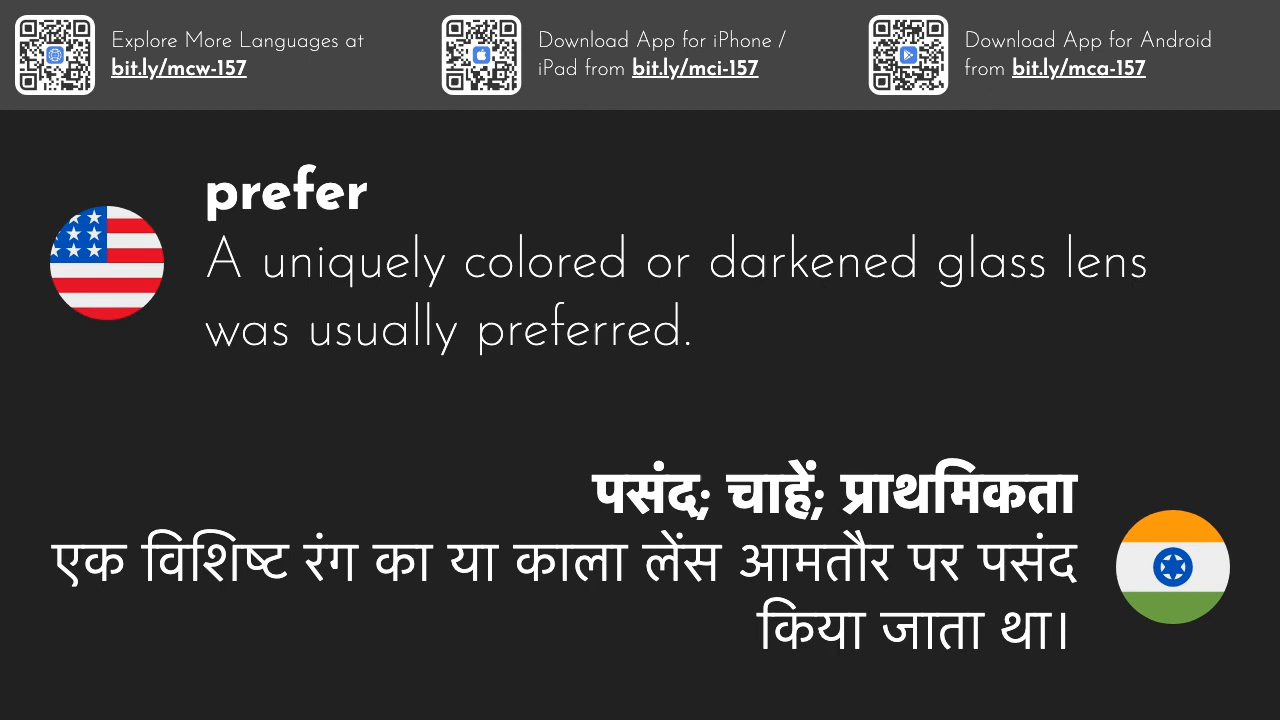 Explore More Languages at
bit.ly/mcw-157
Download App for iPhone /
iPad from bit.ly/mci-157
Download App for Android
from bit.ly/mca-157
prefer
A uniquely colored or darkened glass lens
was usually preferred.
पसंद; चाहें; प्राथमिकता
एक विशिष्ट रंग का या काला लेंस आमतौर पर पसंद
किया जाता था।